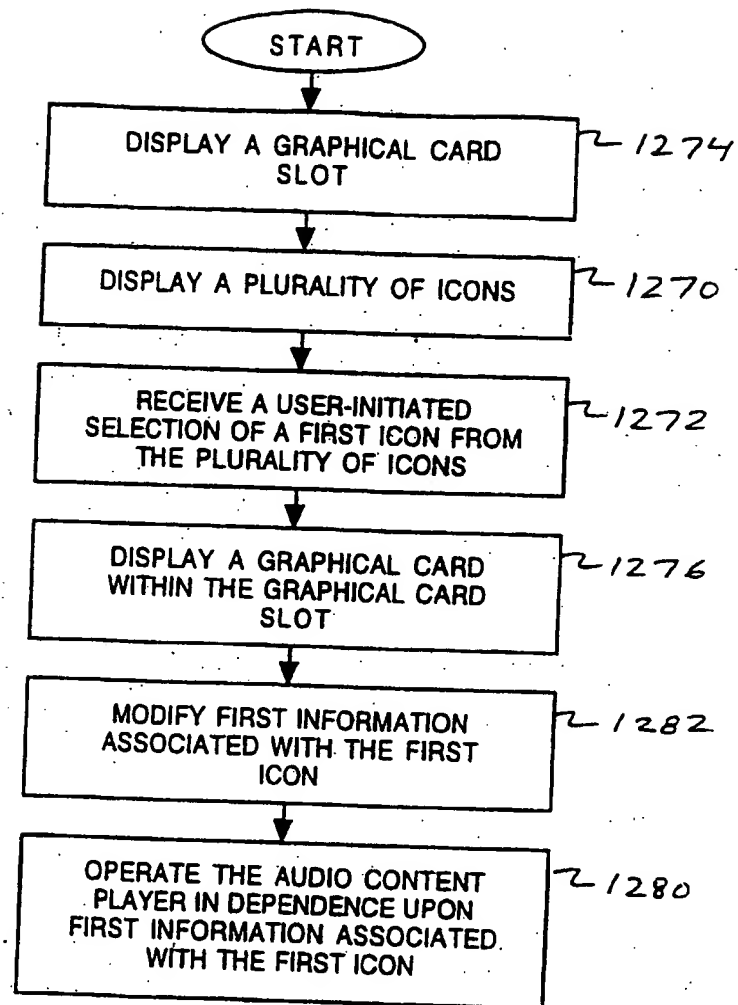 START
DISPLAY A GRAPHICAL CARD
SLOT
1274
DISPLAY A PLURALITY OF ICONS
1270
RECEIVE A USER-INITIATED
SELECTION OF A FIRST ICON FROM
THE PLURALITY OF ICONS
1272
DISPLAY A GRAPHICAL CARD
WITHIN THE GRAPHICAL CARD
SLOT
1276
MODIFY FIRST INFORMATION
ASSOCIATED WITH THE FIRST
ICON
1282
OPERATE THE AUDIO CONTENT
PLAYER IN DEPENDENCE UPON
FIRST INFORMATION ASSOCIATED
WITH THE FIRST ICON
1280